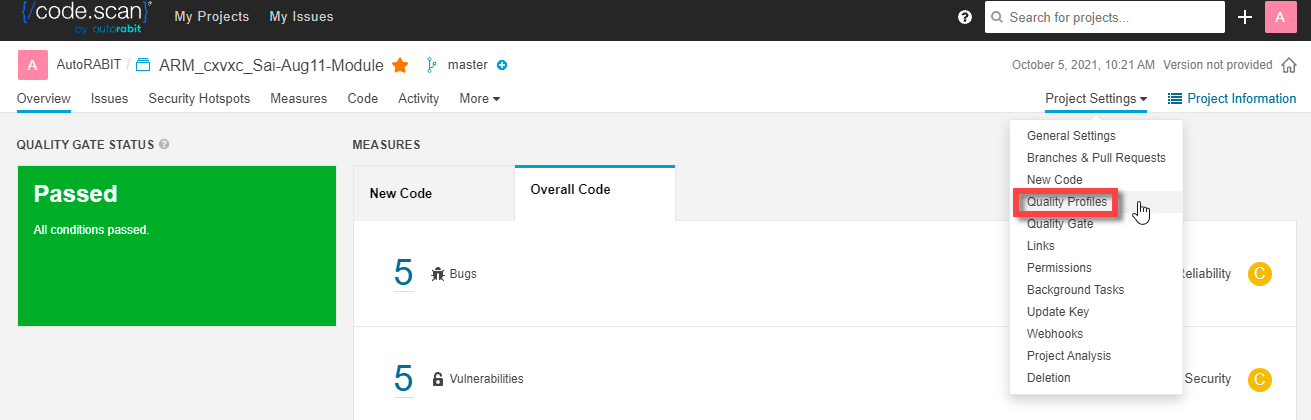 {/code.scan} My Projects My Issues ? Search for projects... A
by autorabit
A AutoRABIT / ARM_cxvxc_Sai-Aug11-Module master October 5, 2021, 10:21 AM Version not provided
Overview Issues Security Hotspots Measures Code Activity More Project Settings Project Information
General Settings
QUALITY GATE STATUS ? MEASURES
Branches & Pull Requests
New Code
Passed
New Code Overall Code
Quality Profiles
All conditions passed.
Quality Gate
Links
Permissions
5 Bugs Reliability C
Background Tasks
Update Key
Webhooks
Project Analysis
5 Vulnerabilities Security C
Deletion